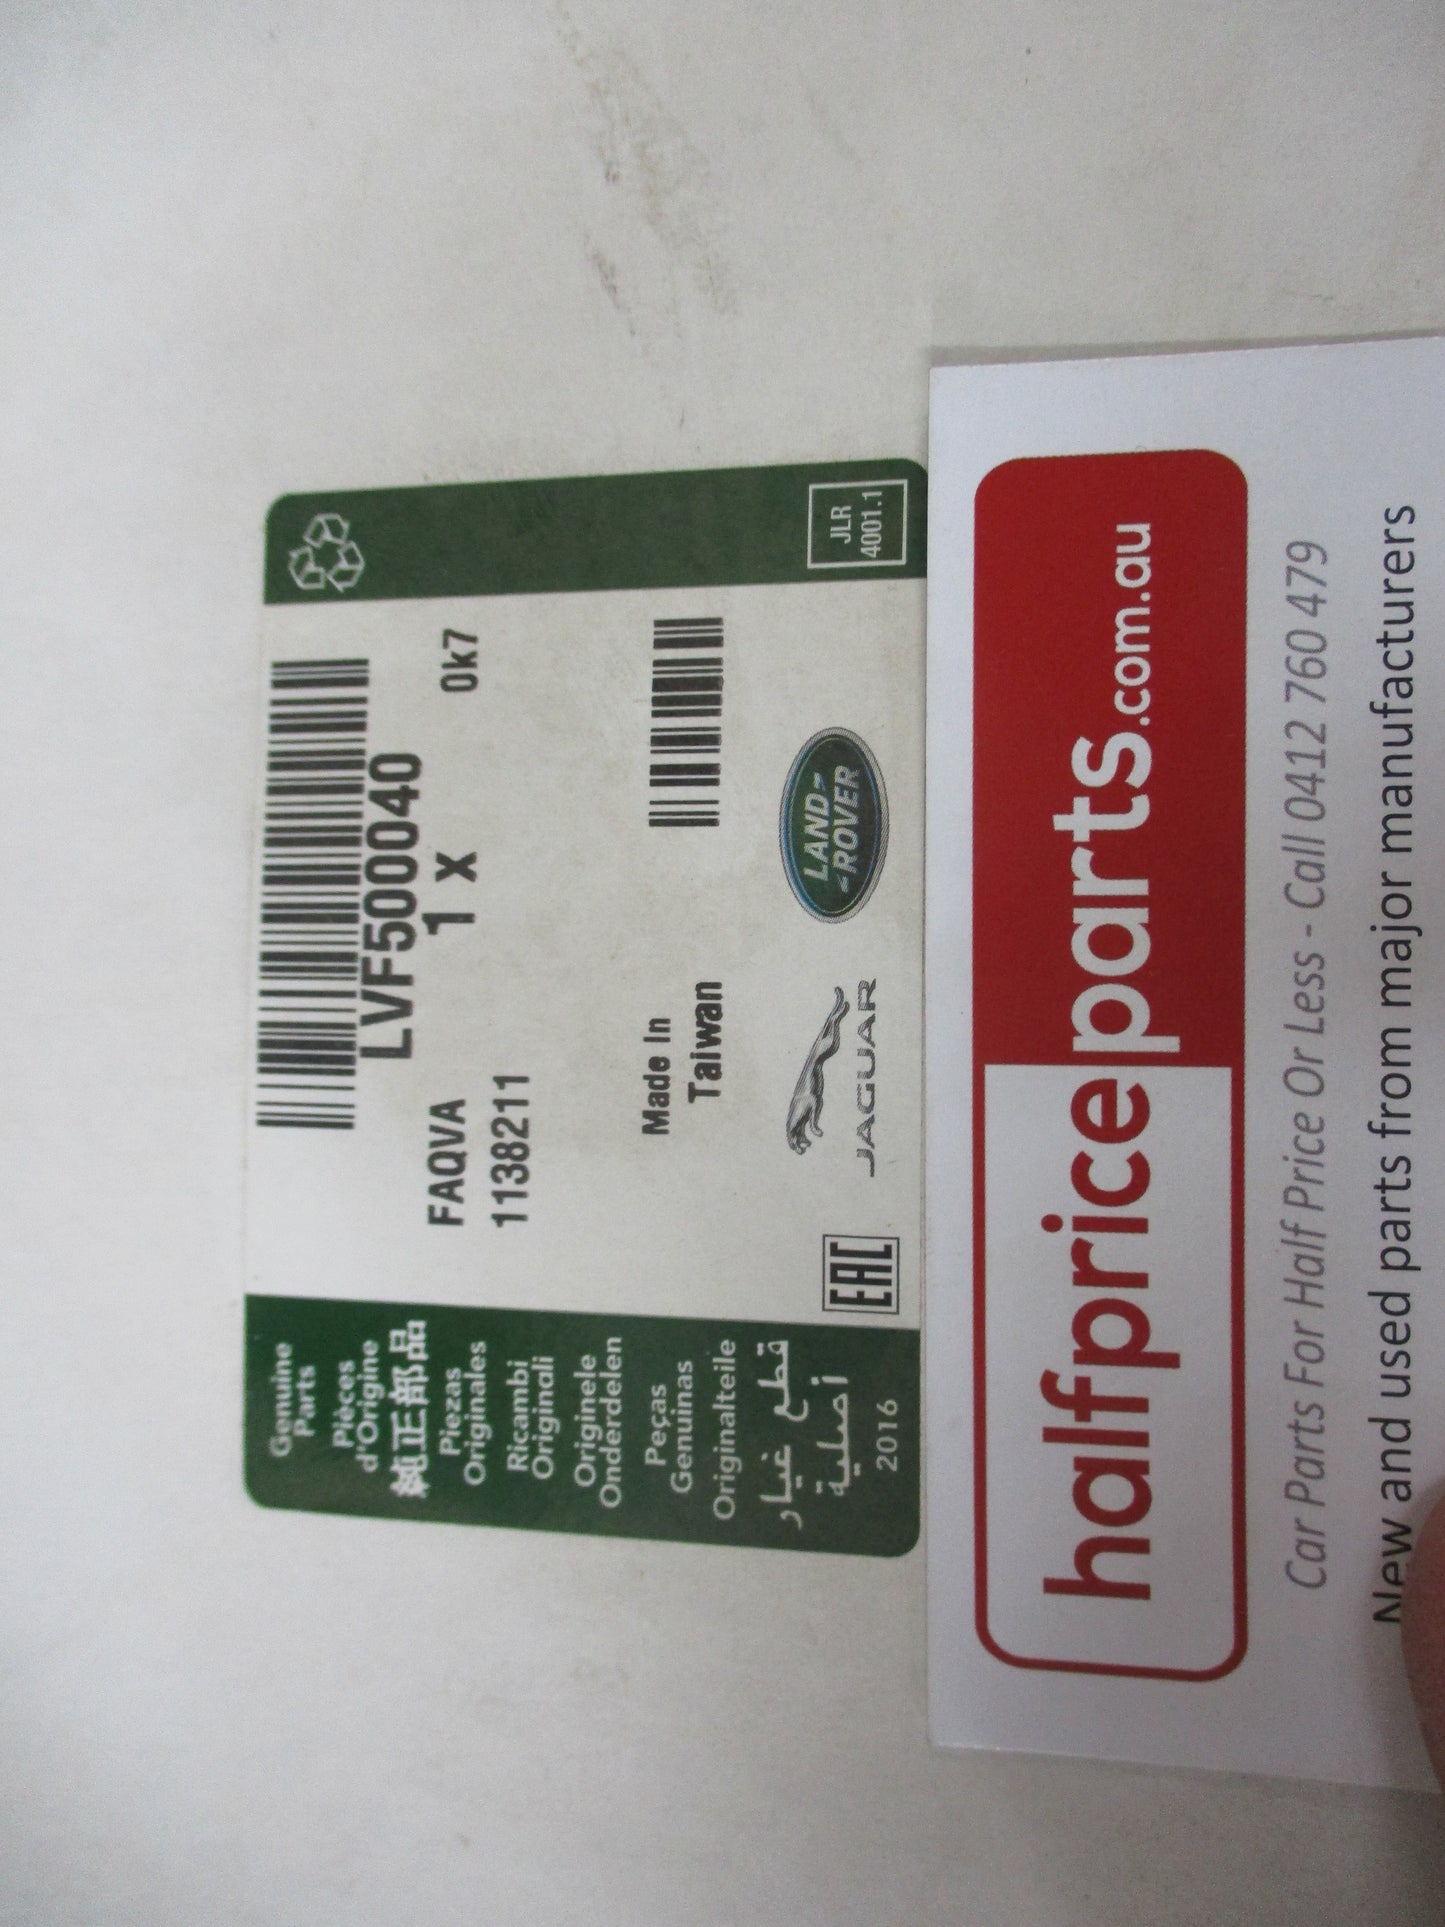 Genuine
Parts
Pièces
d'Origine
純正部品
Piezas
Originales
Ricambi
Originali
Originele
Onderdelen
Peças
Genuinas
Originalteile
قطع غيار
أصلية
2016
LVF500040
1 X
0k7
FAQVA
1138211
Made In
Taiwan
EAC
JAGUAR
LAND
ROVER
JLR
4001.1
halfpriceparts.com.au
Car Parts For Half Price Or Less - Call 0412 760 479
New and used parts from major manufacturers